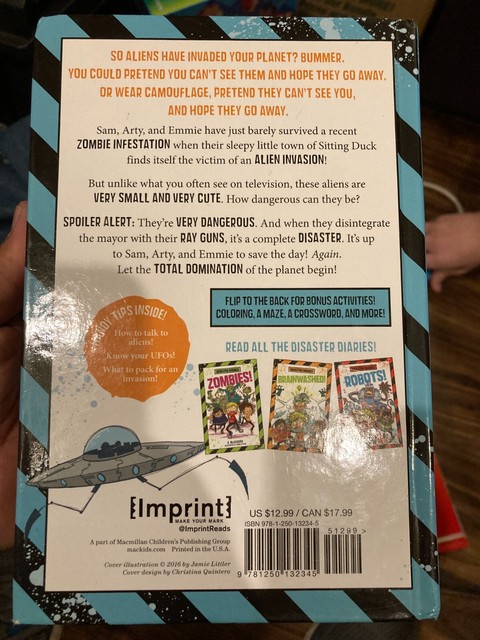 SO ALIENS HAVE INVADED YOUR PLANET? BUMMER.
YOU COULD PRETEND YOU CAN'T SEE THEM AND HOPE THEY GO AWAY.
OR WEAR CAMOUFLAGE, PRETEND THEY CAN'T SEE YOU,
AND HOPE THEY GO AWAY.
Sam, Arty, and Emmie have just barely survived a recent
ZOMBIE INFESTATION when their sleepy little town of Sitting Duck
finds itself the victim of an ALIEN INVASION!
But unlike what you often see on television, these aliens are
VERY SMALL AND VERY CUTE. How dangerous can they be?
SPOILER ALERT: They're VERY DANGEROUS. And when they disintegrate
the mayor with their RAY GUNS, it's a complete DISASTER. It's up
to Sam, Arty, and Emmie to save the day! Again.
Let the TOTAL DOMINATION of the planet begin!
FLIP TO THE BACK FOR BONUS ACTIVITIES!
COLORING, A MAZE, A CROSSWORD, AND MORE!
TIPS INSIDE!
How to talk to
aliens!
Know your UFOs!
What to pack for an
invasion!
READ ALL THE DISASTER DIARIES!
ZOMBIES!
BRAINWASHED!
ROBOTS!
{Imprint}
MAKE YOUR MARK
@ImprintReads
A part of Macmillan Children's Publishing Group
mackids.com Printed in the U.S.A.
Cover illustration © 2016 by Jamie Littler
Cover design by Christina Quintero
US $12.99 / CAN $17.99
ISBN 978-1-250-13234-5
51299>
9 781250 132345